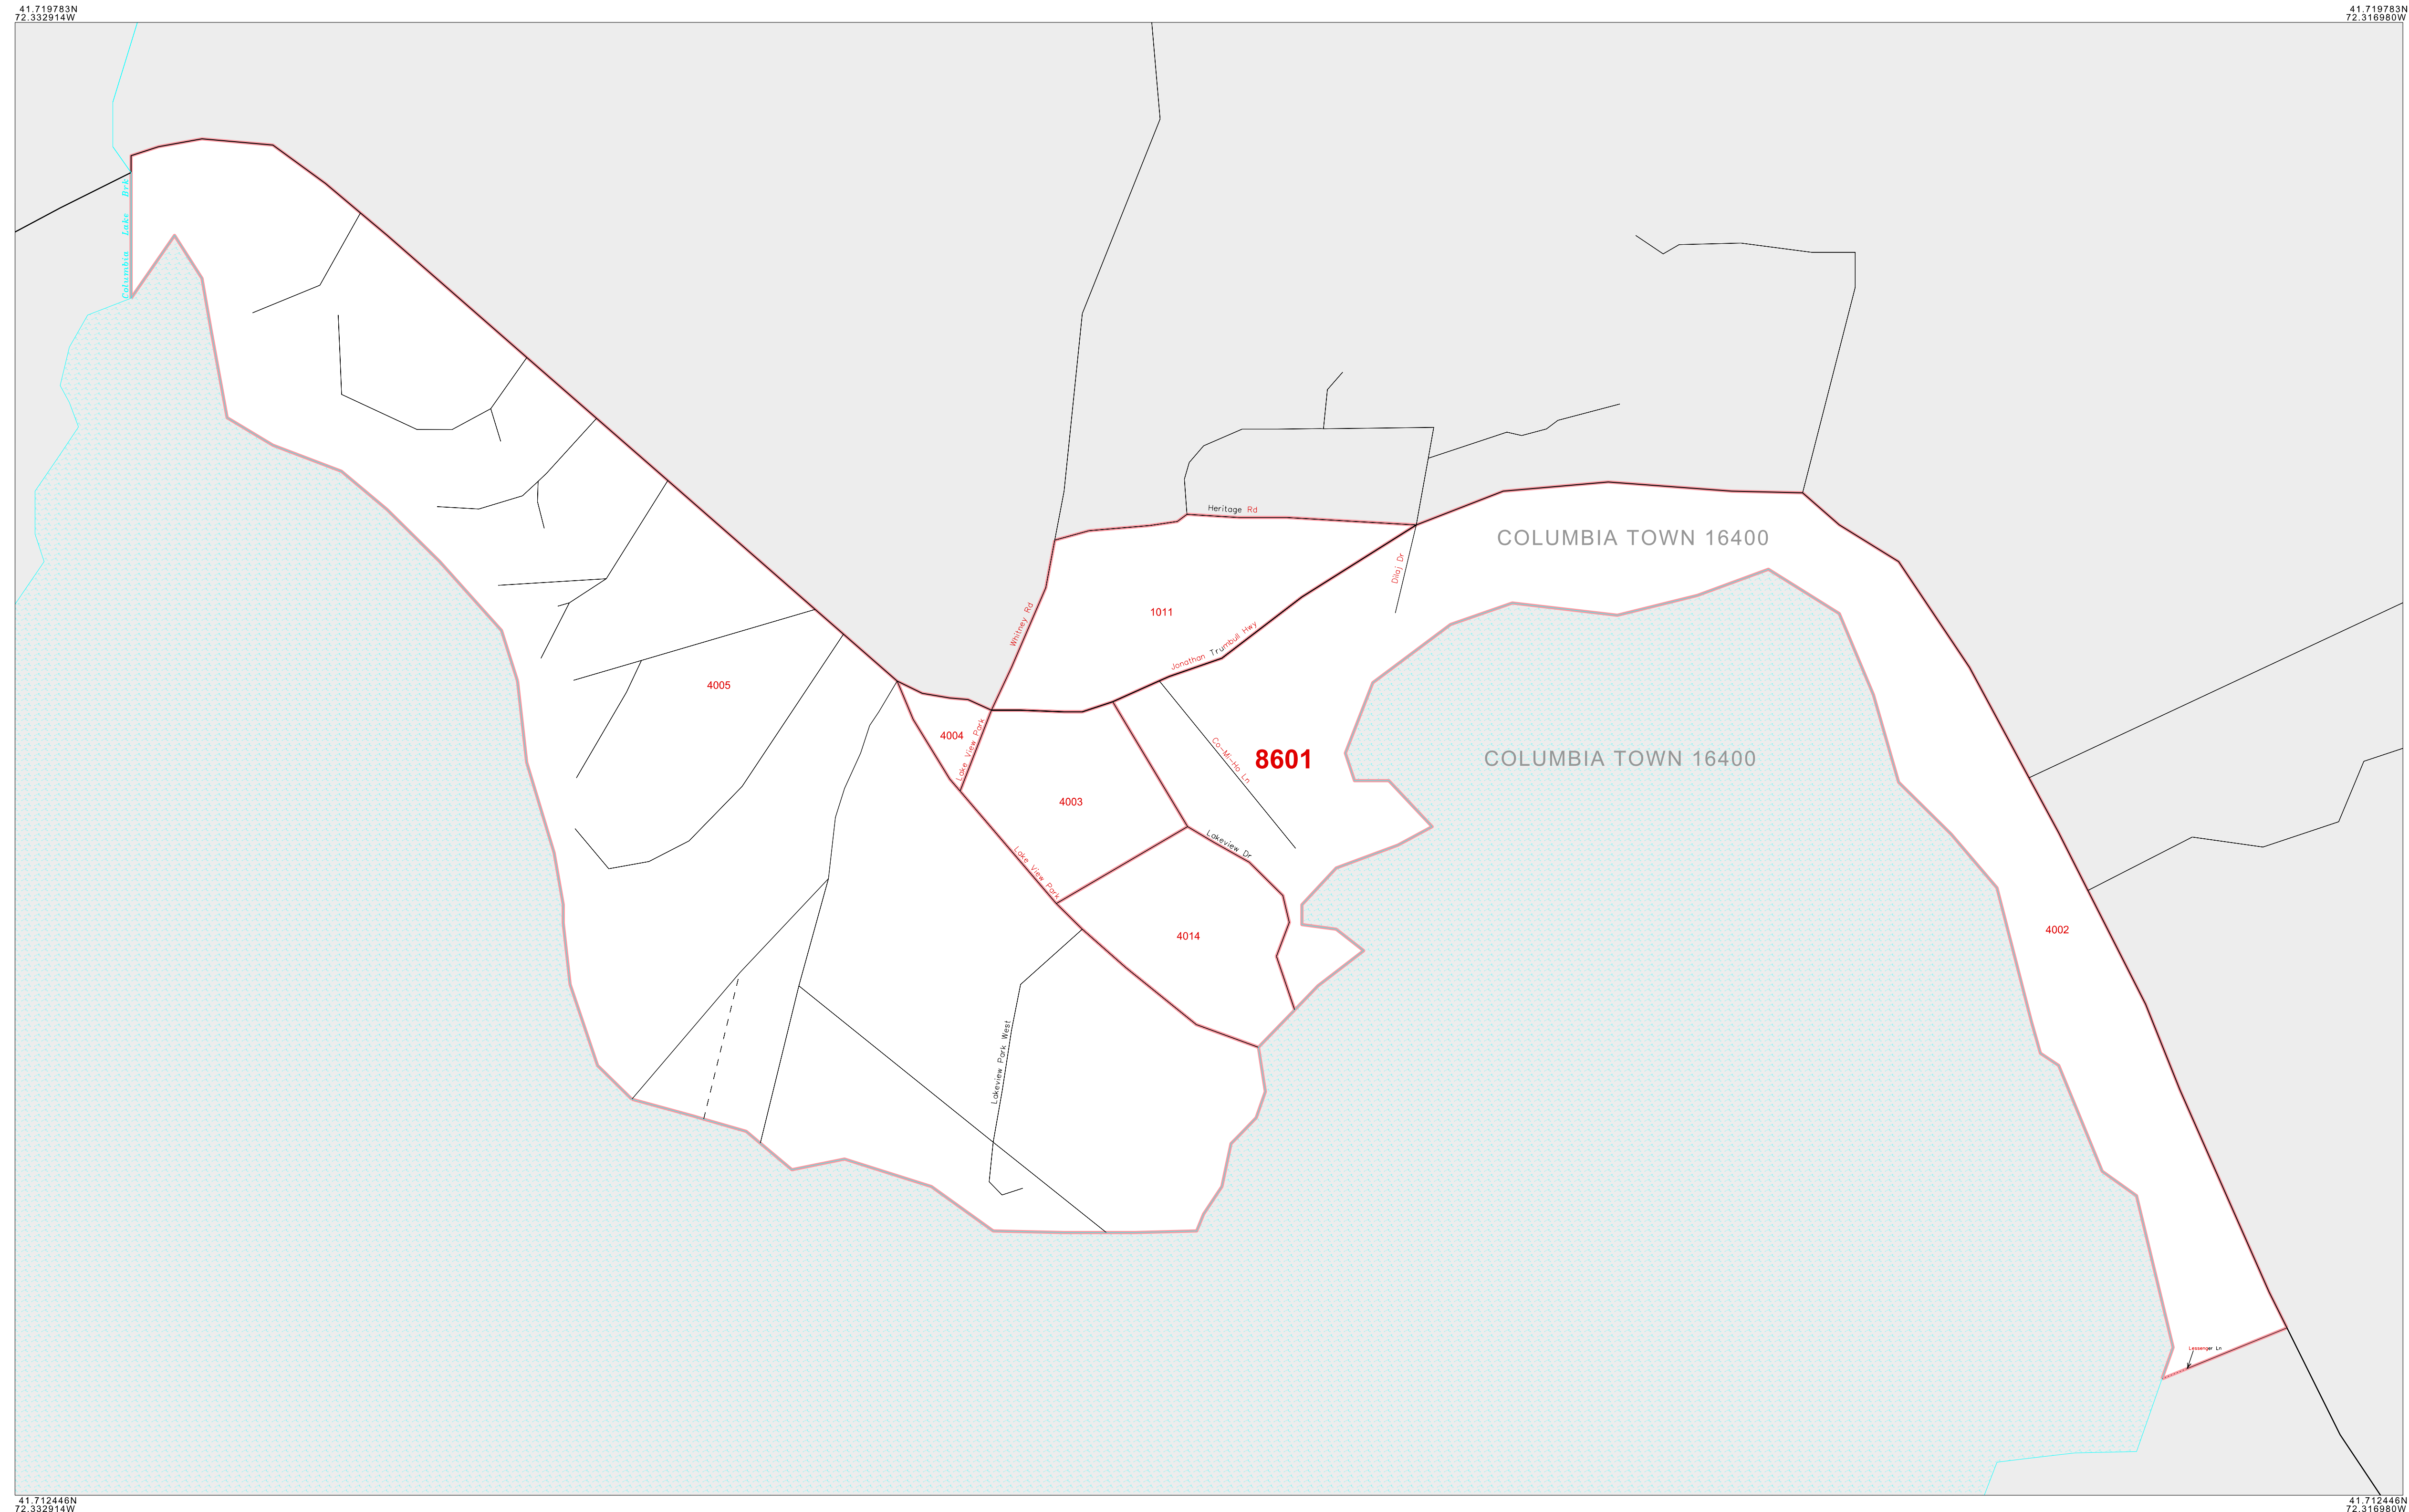 41.719783N
72.332914W
41.719783N
72.316980W
Columbia Lake Brk
Heritage Rd
COLUMBIA TOWN 16400
Dilaj Dr
Whitney Rd
1011
Jonathan Trumbull Hwy
4005
4004
Lake View Park
Co-Mi-Ho Ln
8601
COLUMBIA TOWN 16400
4003
Lakeview Dr
Lake View Park
4014
4002
Lakeview Park West
Lessenger Ln
41.712446N
72.332914W
41.712446N
72.316980W